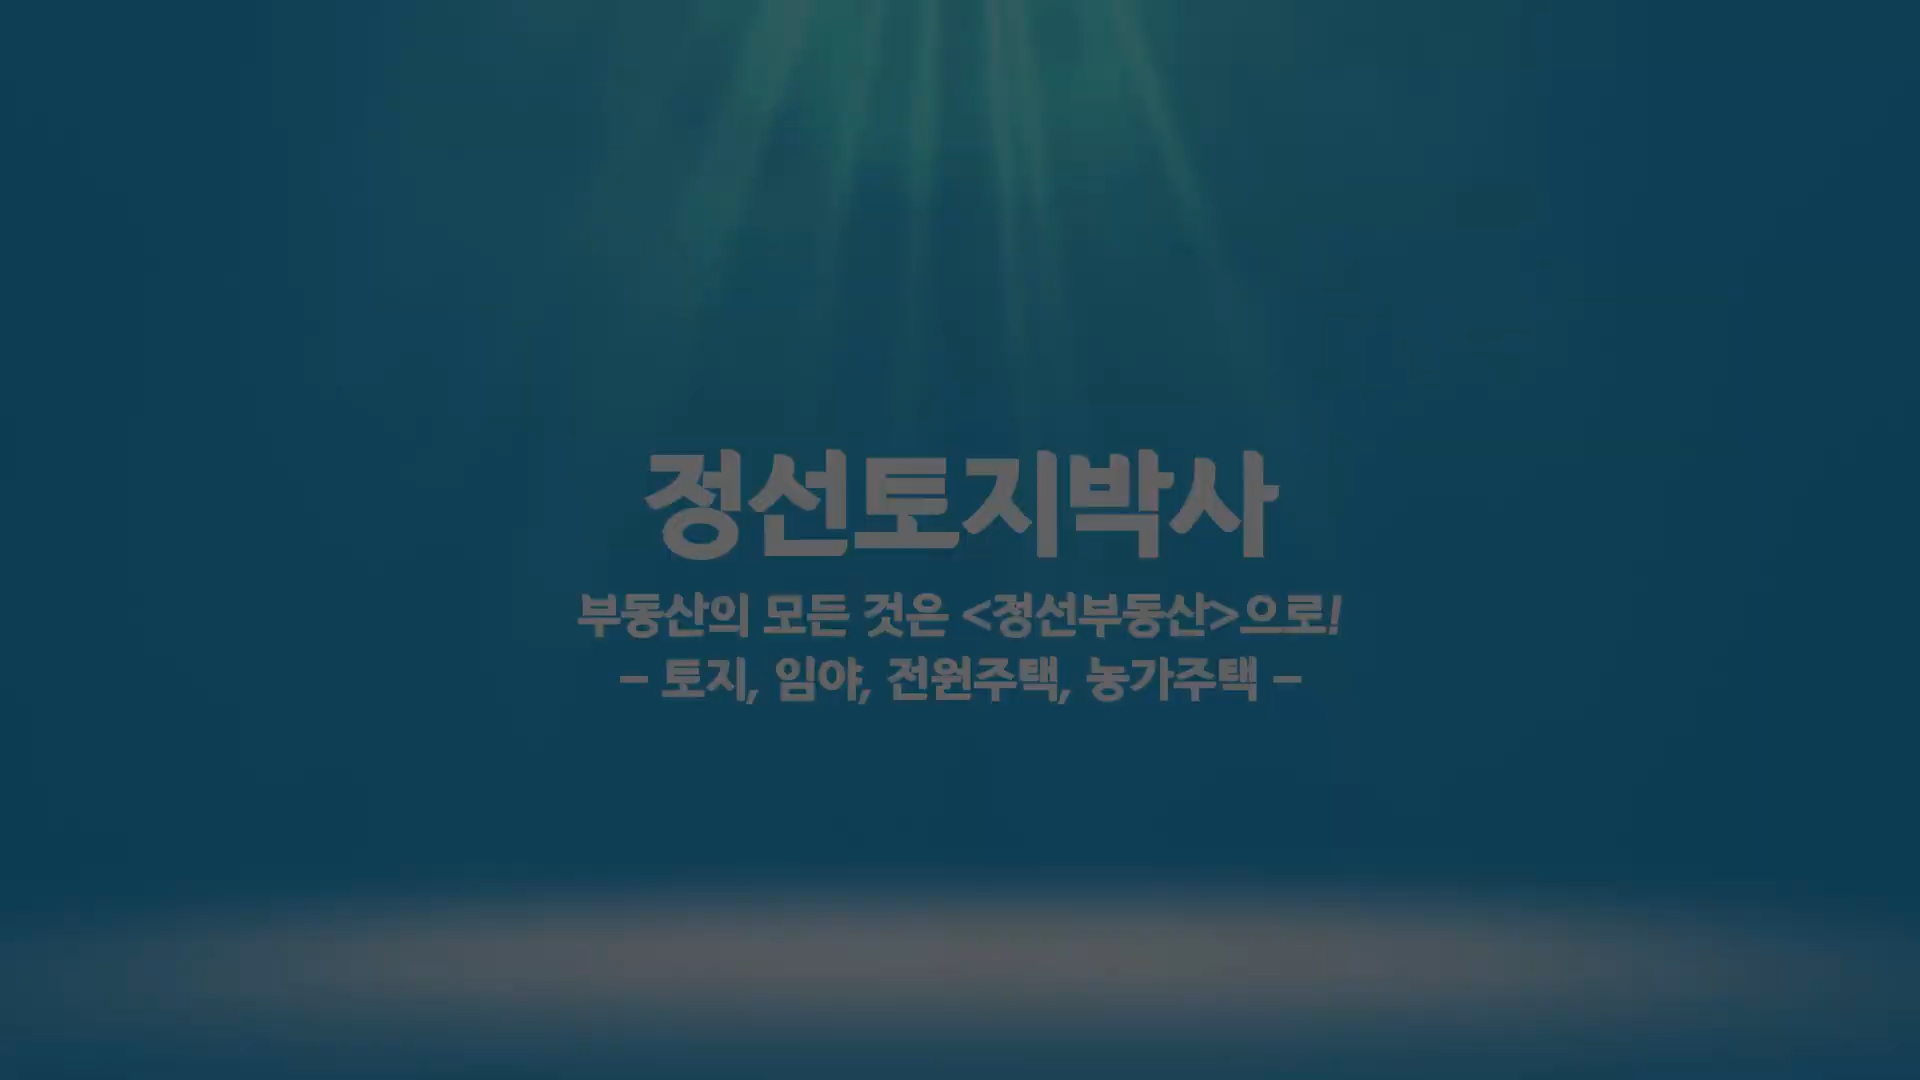 정선토지박사
부동산의 모든 것은 <정선부동산>으로!
- 토지, 임야, 전원주택, 농가주택 -